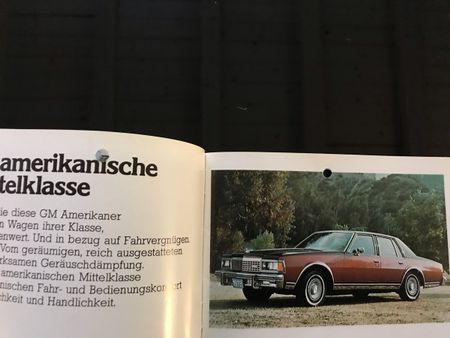 amerikanische
telklasse
ie diese GM Amerikaner
n Wagen ihrer Klasse,
enwert. Und in bezug auf Fahrvergnügen.
Vom geräumigen, reich ausgestatteten
rksamen Geräuschdämpfung.
amerikanischen Mittelklasse
nischen Fahr- und Bedienungskomfort
chkeit und Handlichkeit.